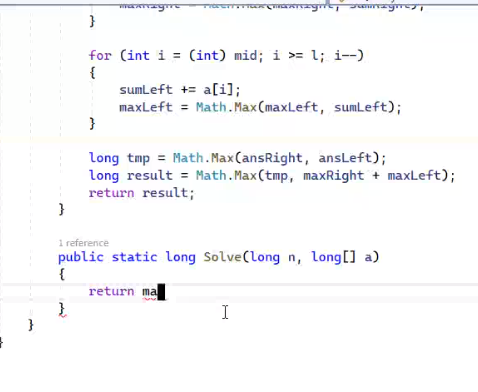 maxRight = Math.Max(maxRight, sumRight);
}
for (int i = (int) mid; i >= l; i--)
{
sumLeft += a[i];
maxLeft = Math.Max(maxLeft, sumLeft);
}
long tmp = Math.Max(ansRight, ansLeft);
long result = Math.Max(tmp, maxRight + maxLeft);
return result;
}
1 reference
public static long Solve(long n, long[] a)
{
return ma
}
}
}